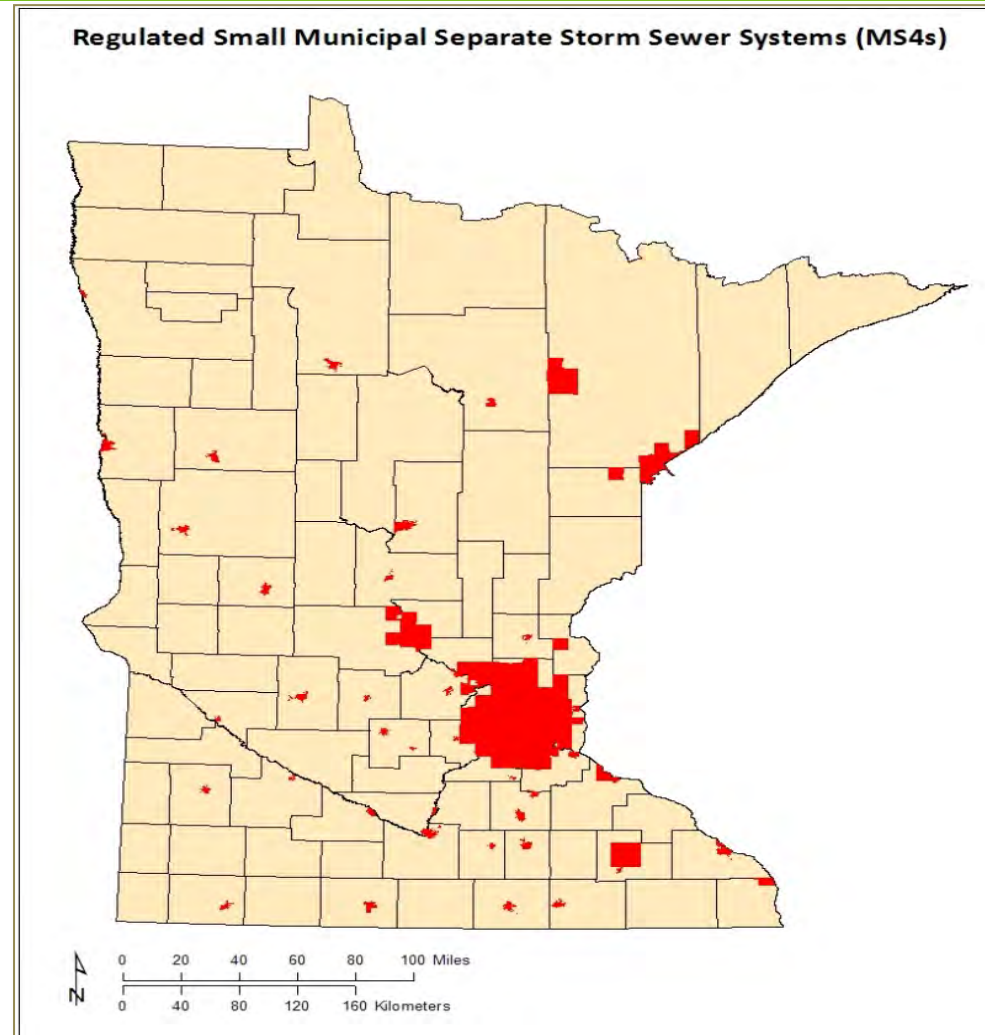 Regulated Small Municipal Separate Storm Sewer Systems (MS4s)
N
0 20 40 60 80 100 Miles
0 40 80 120 160 Kilometers